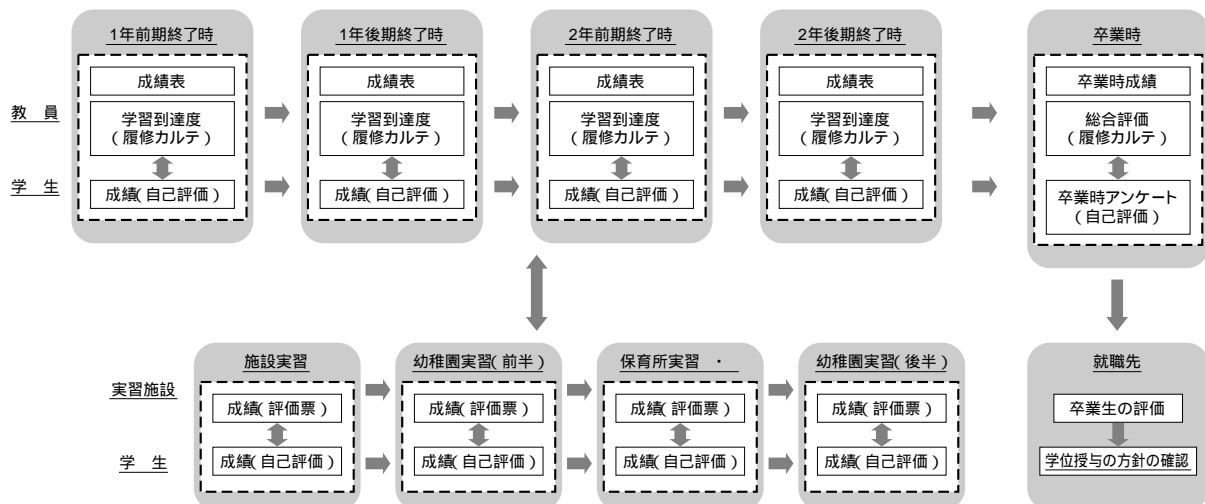 1年前期終了時
1年後期終了時
2年前期終了時
2年後期終了時
卒業時
成績表
成績表
成績表
成績表
卒業時成績
教 員
学習到達度
(履修カルテ)
学習到達度
(履修カルテ)
学習到達度
(履修カルテ)
学習到達度
(履修カルテ)
総合評価
(履修カルテ)
学 生
成績(自己評価)
成績(自己評価)
成績(自己評価)
成績(自己評価)
卒業時アンケート
(自己評価)
施設実習
幼稚園実習(前半)
保育所実習 ・
幼稚園実習(後半)
就職先
実習施設
成績(評価票)
成績(評価票)
成績(評価票)
成績(評価票)
卒業生の評価
学 生
成績(自己評価)
成績(自己評価)
成績(自己評価)
成績(自己評価)
学位授与の方針の確認